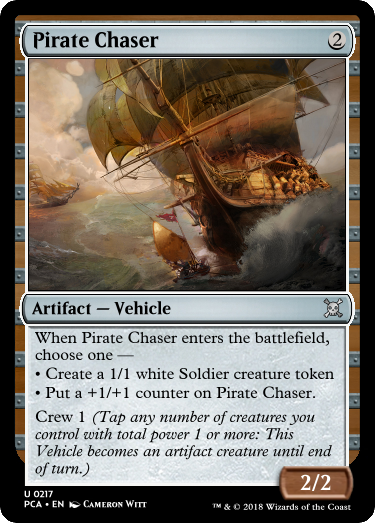 Pirate Chaser 2
Artifact — Vehicle
When Pirate Chaser enters the battlefield,
choose one —
• Create a 1/1 white Soldier creature token
• Put a +1/+1 counter on Pirate Chaser.
Crew 1 (Tap any number of creatures you
control with total power 1 or more: This
Vehicle becomes an artifact creature until end
of turn.)
2/2
U 0217
PCA • EN Cameron Witt
™ & © 2018 Wizards of the Coast